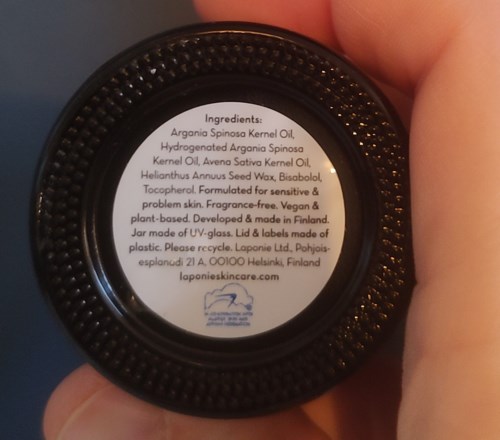 Ingredients:
Argania Spinosa Kernel Oil,
Hydrogenated Argania Spinosa
Kernel Oil, Avena Sativa Kernel Oil,
Helianthus Annuus Seed Wax, Bisabolol,
Tocopherol. Formulated for sensitive &
problem skin. Fragrance-free. Vegan &
plant-based. Developed & made in Finland.
Jar made of UV-glass. Lid & labels made of
plastic. Please recycle. Laponie Ltd., Pohjois-
esplanadi 21 A, 00100 Helsinki, Finland
laponieskincare.com